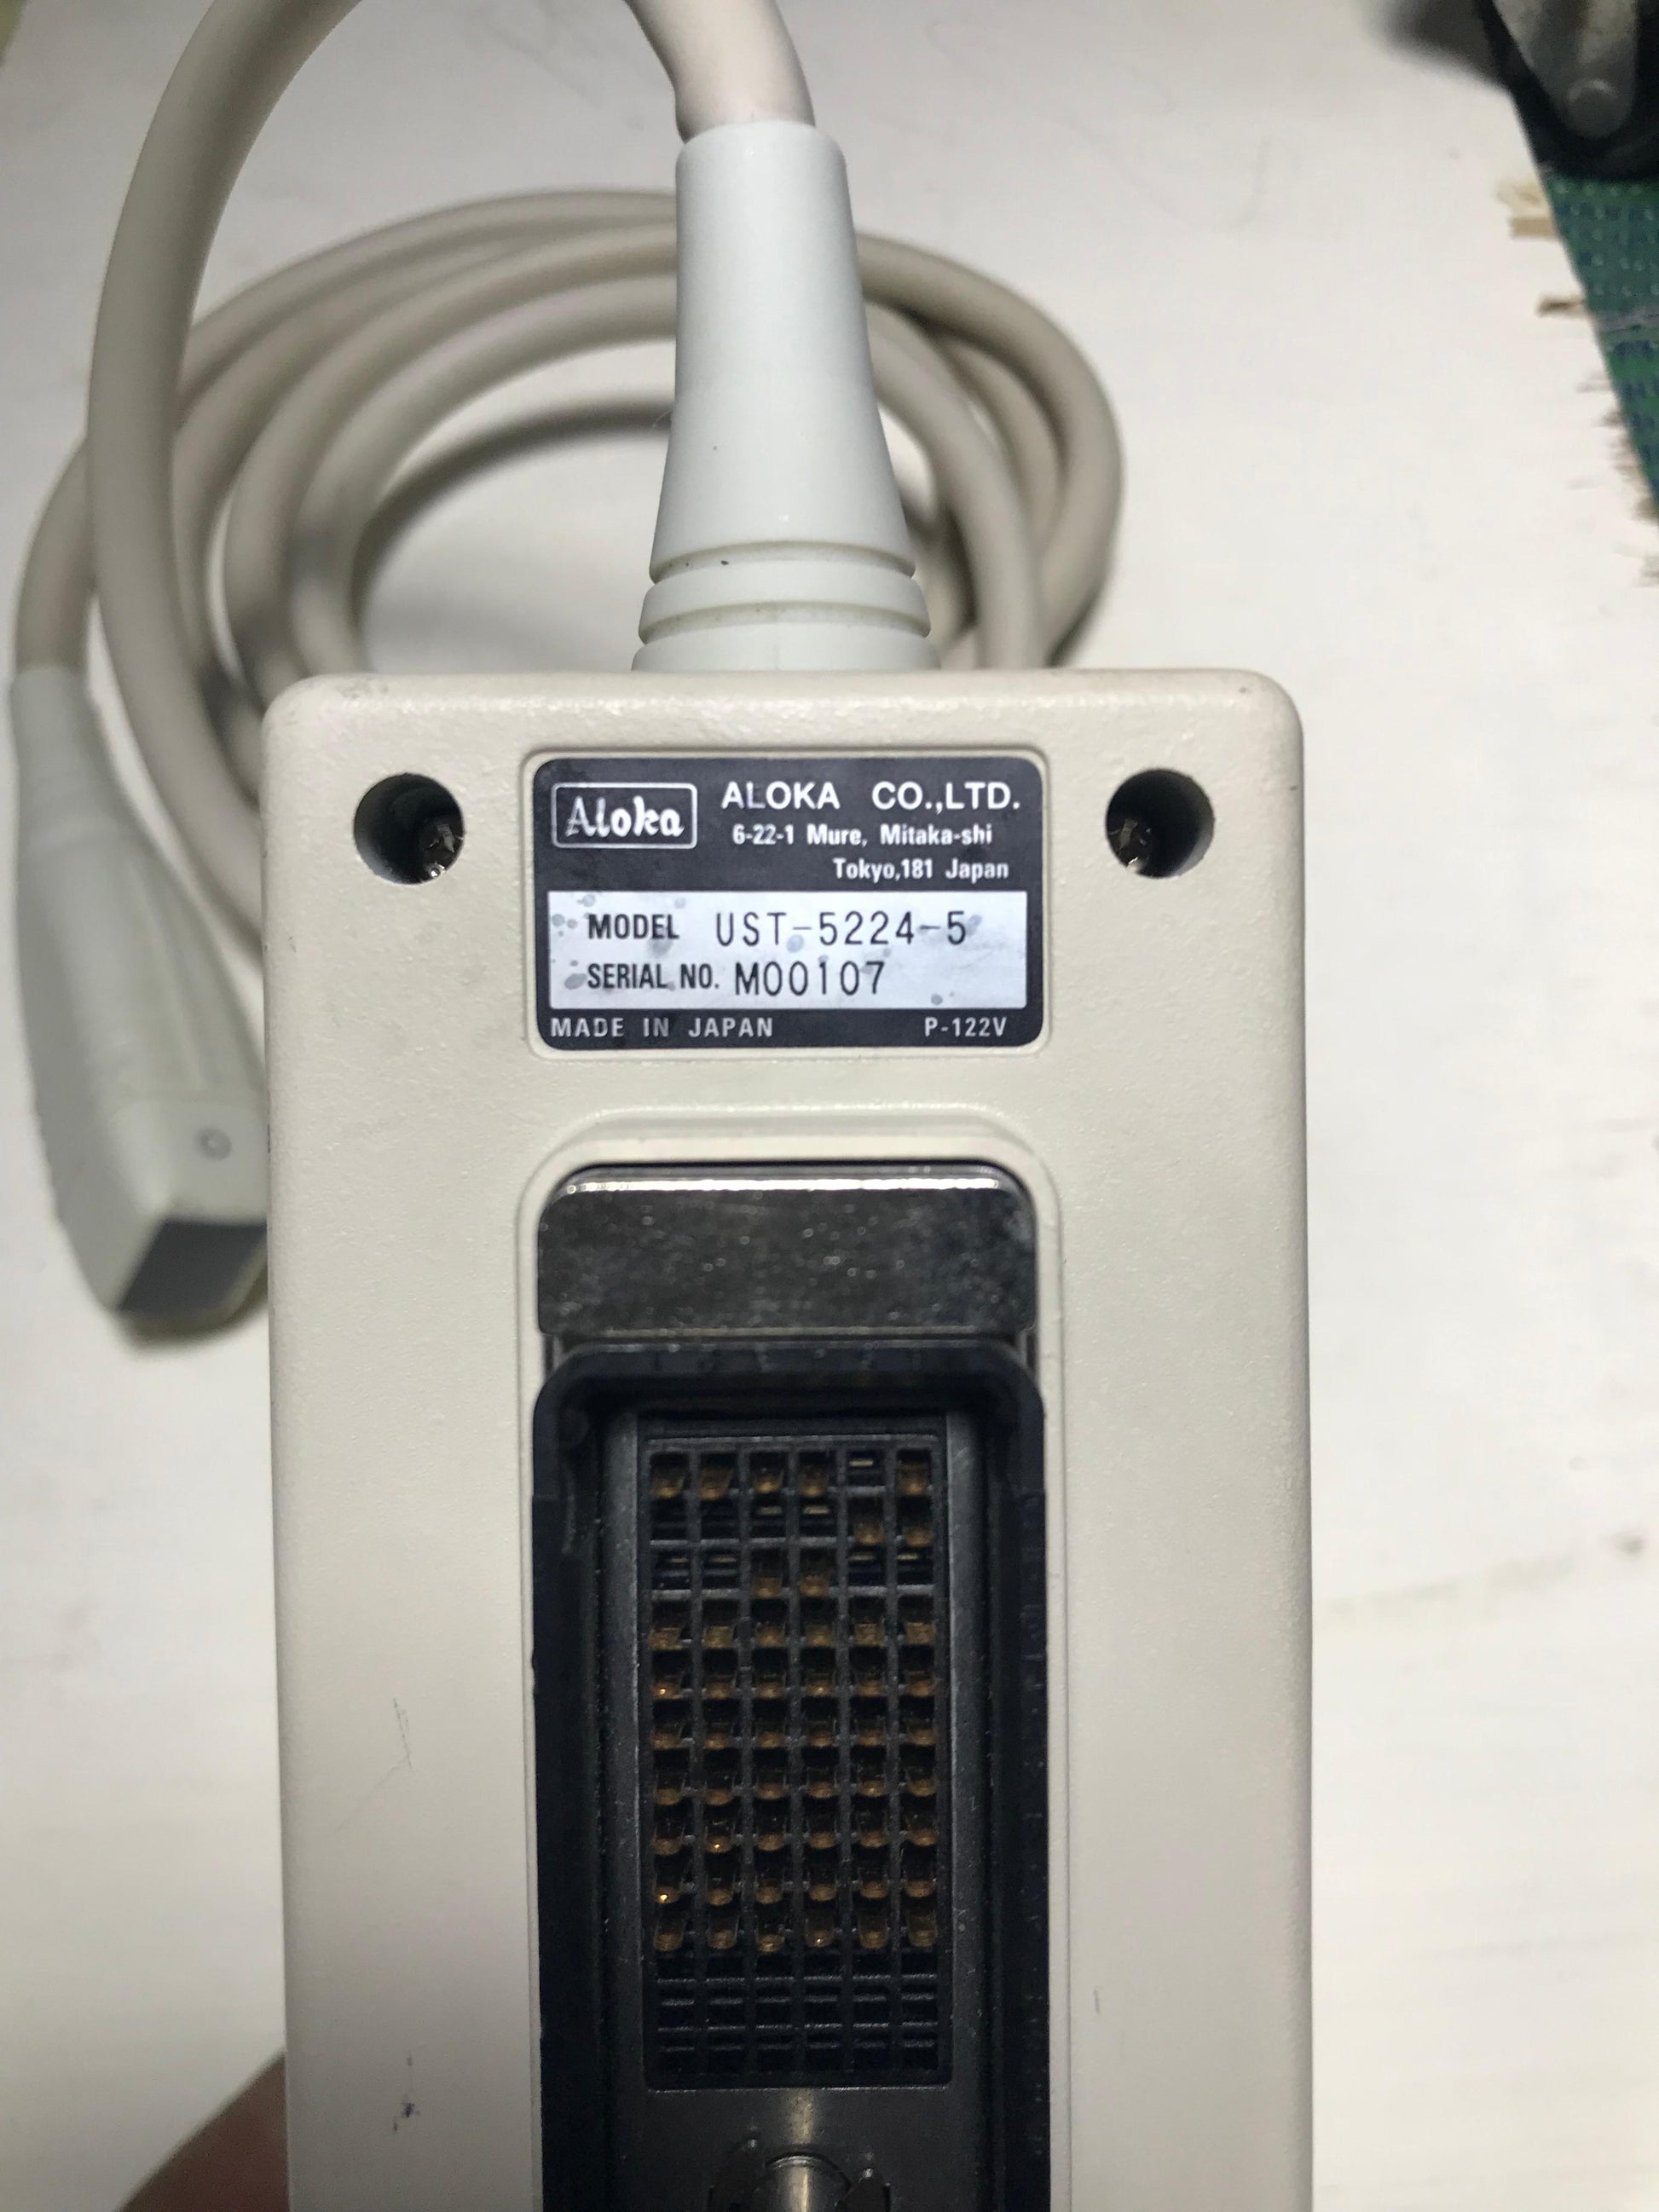 Aloka
ALOKA CO.,LTD.
6-22-1 Mure, Mitaka-shi
Tokyo,181 Japan
MODEL UST-5224-5
SERIAL NO. M00107
MADE IN JAPAN P-122V